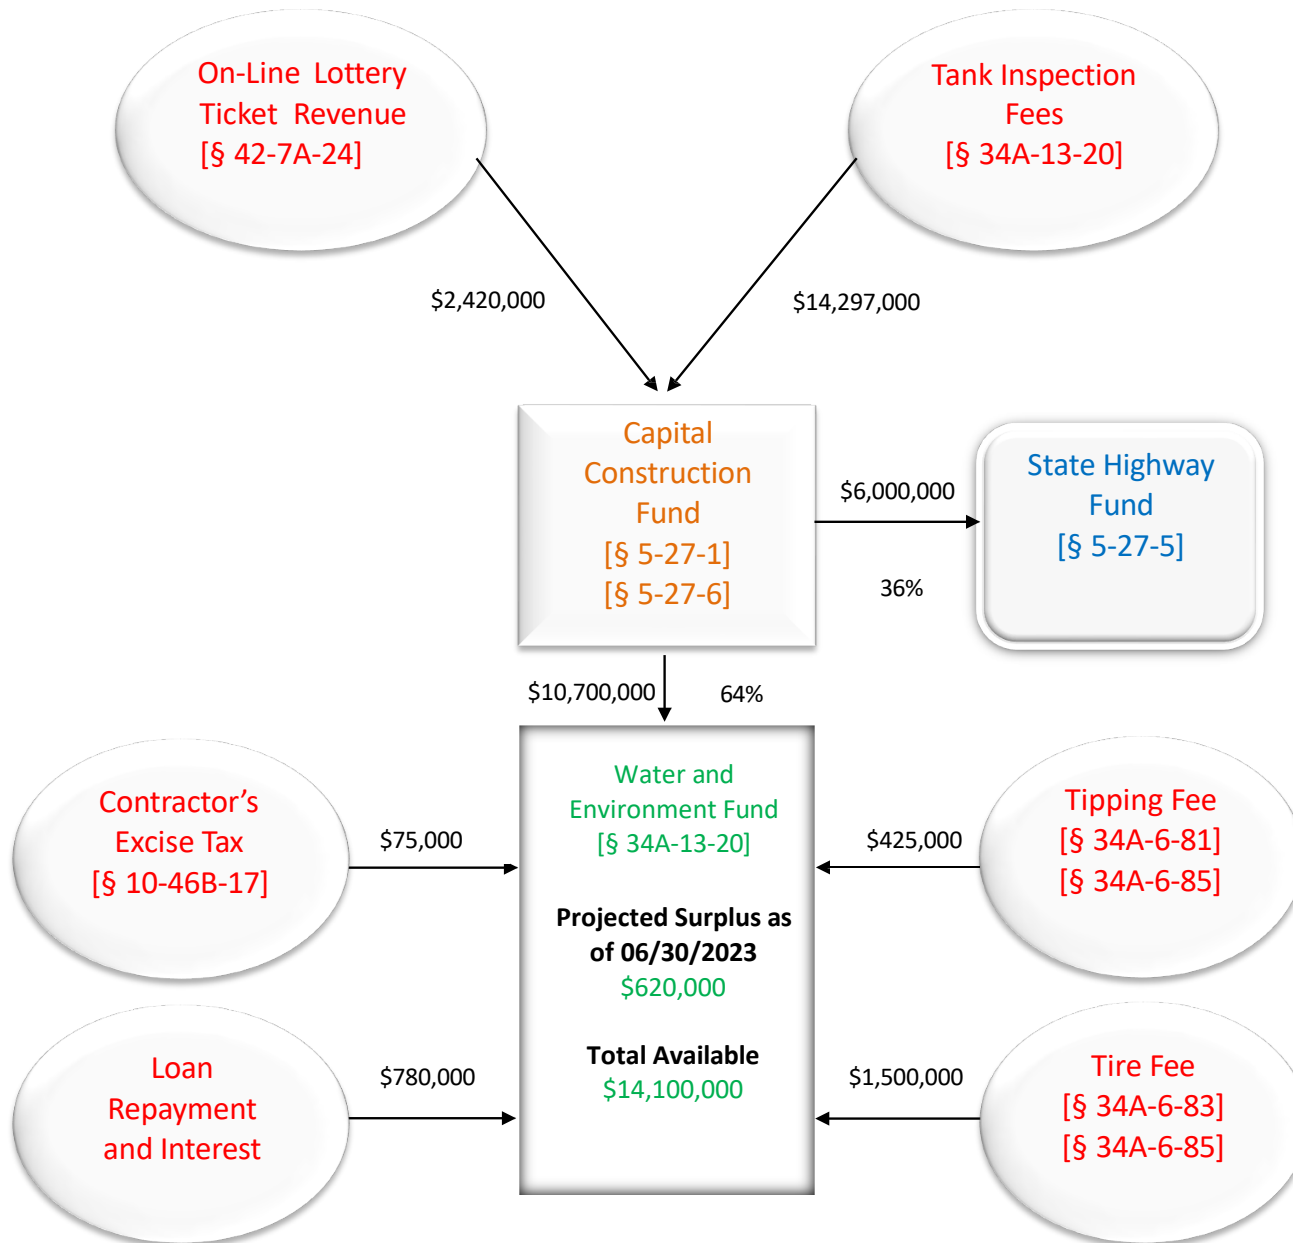 On-Line Lottery
Ticket Revenue
[§ 42-7A-24]
Tank Inspection
Fees
[§ 34A-13-20]
$2,420,000
$14,297,000
Capital
Construction
Fund
[§ 5-27-1]
[§ 5-27-6]
$6,000,000
36%
State Highway
Fund
[§ 5-27-5]
$10,700,000
64%
Contractor’s
Excise Tax
[§ 10-46B-17]
$75,000
Water and
Environment Fund
[§ 34A-13-20]
Projected Surplus as
of 06/30/2023
$620,000
Total Available
$14,100,000
$425,000
Tipping Fee
[§ 34A-6-81]
[§ 34A-6-85]
Loan
Repayment
and Interest
$780,000
$1,500,000
Tire Fee
[§ 34A-6-83]
[§ 34A-6-85]